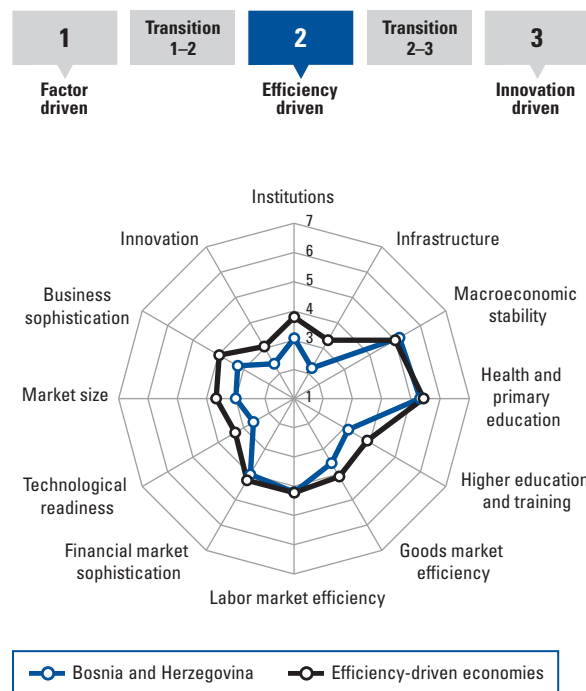 1
Transition
1–2
2
Transition
2–3
3
Factor
driven
Efficiency
driven
Innovation
driven
Institutions
7
6
5
4
3
2
1
Innovation
Infrastructure
Business
sophistication
Macroeconomic
stability
Market size
Health and
primary
education
Technological
readiness
Higher education
and training
Financial market
sophistication
Goods market
efficiency
Labor market efficiency
Bosnia and Herzegovina
Efficiency-driven economies